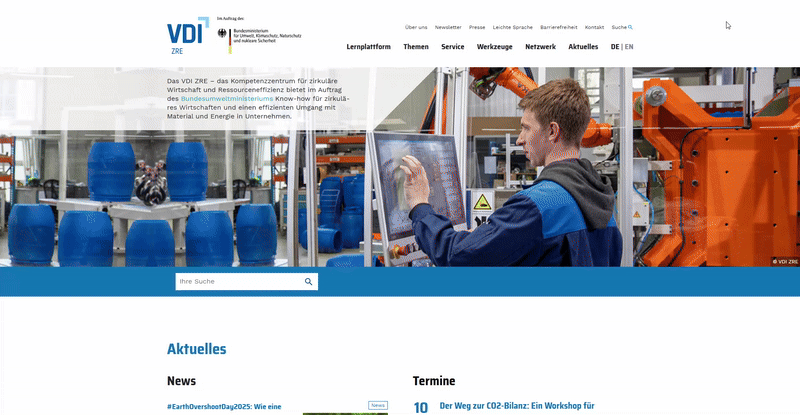 VDI
ZRE
Im Auftrag des
Bundesministerium
für Umwelt, Klimaschutz, Naturschutz
und nukleare Sicherheit
Über uns Newsletter Presse Leichte Sprache Barrierefreiheit Kontakt Suche
Lernplattform Themen Service Werkzeuge Netzwerk Aktuelles DE | EN
Das VDI ZRE – das Kompetenzzentrum für zirkuläre
Wirtschaft und Ressourceneffizienz bietet im Auftrag
des Bundesumweltministeriums Know-how für zirkulä-
res Wirtschaften und einen effizienten Umgang mit
Material und Energie in Unternehmen.
© VDI ZRE
Ihre Suche
Aktuelles
News
Termine
#EarthOvershootDay2025: Wie eine
News
10
Der Weg zur CO2-Bilanz: Ein Workshop für